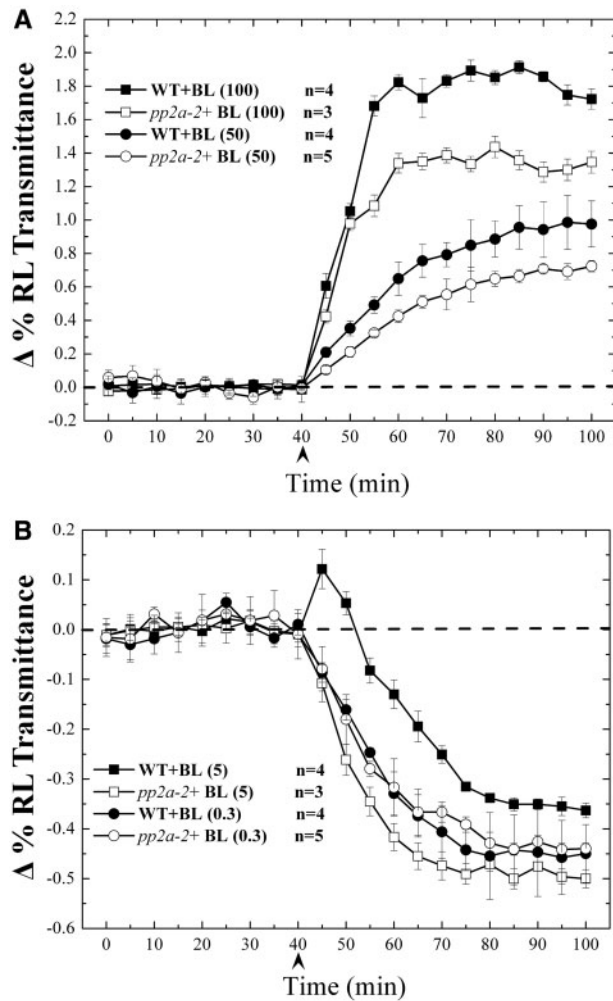 A
Δ % RL Transmittance
2.0
1.8
1.6
1.4
1.2
1.0
0.8
0.6
0.4
0.2
0.0
-0.2
WT+BL (100) n=4
pp2a-2+ BL (100) n=3
WT+BL (50) n=4
pp2a-2+ BL (50) n=5
0 10 20 30 40 50 60 70 80 90 100
Time (min)
B
Δ % RL Transmittance
0.2
0.1
0.0
-0.1
-0.2
-0.3
-0.4
-0.5
-0.6
WT+BL (5) n=4
pp2a-2+ BL (5) n=3
WT+BL (0.3) n=4
pp2a-2+ BL (0.3) n=5
0 10 20 30 40 50 60 70 80 90 100
Time (min)